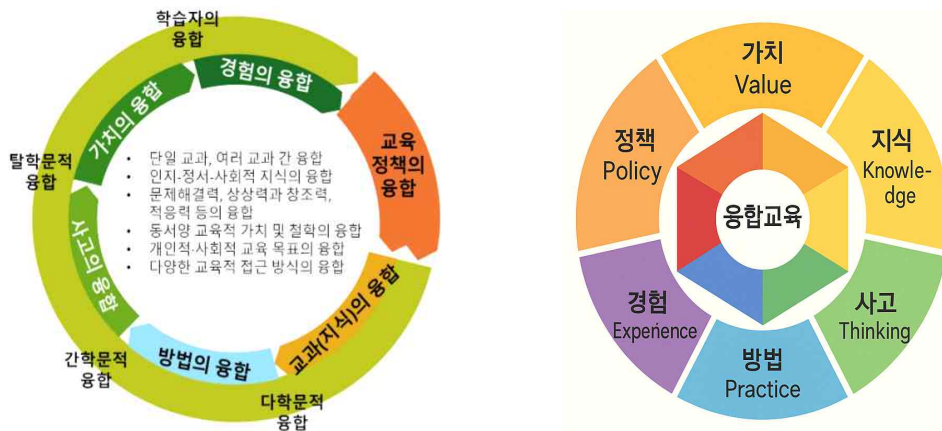 학습자의
융합
경험의 융합
가치의 융합
교육
정책의
융합
탈학문적
융합
• 단일 교과, 여러 교과 간 융합
• 인지-정서-사회적 지식의 융합
• 문제해결력, 상상력과 창조력,
적응력 등의 융합
• 동서양 교육적 가치 및 철학의 융합
• 개인적·사회적 교육 목표의 융합
• 다양한 교육적 접근 방식의 융합
사고의 융합
방법의 융합
교과(지식)의 융합
간학문적
융합
다학문적
융합
가치
Value
정책
Policy
지식
Knowle-
dge
융합교육
경험
Experience
사고
Thinking
방법
Practice